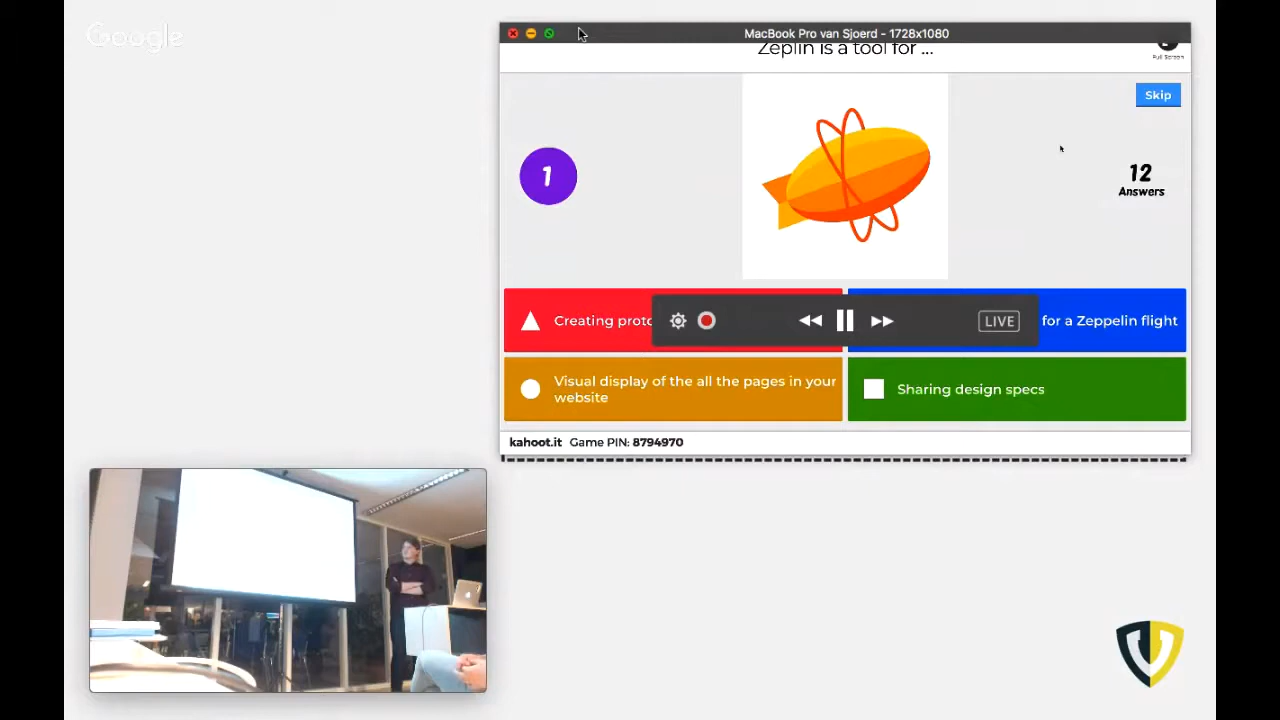 Google
MacBook Pro van Sjoerd - 1728x1080
Zeplin is a tool for ...
Full Screen
Skip
1
12
Answers
Creating proto
LIVE
for a Zeppelin flight
Visual display of the all the pages in your
website
Sharing design specs
kahoot.it Game PIN: 8794970